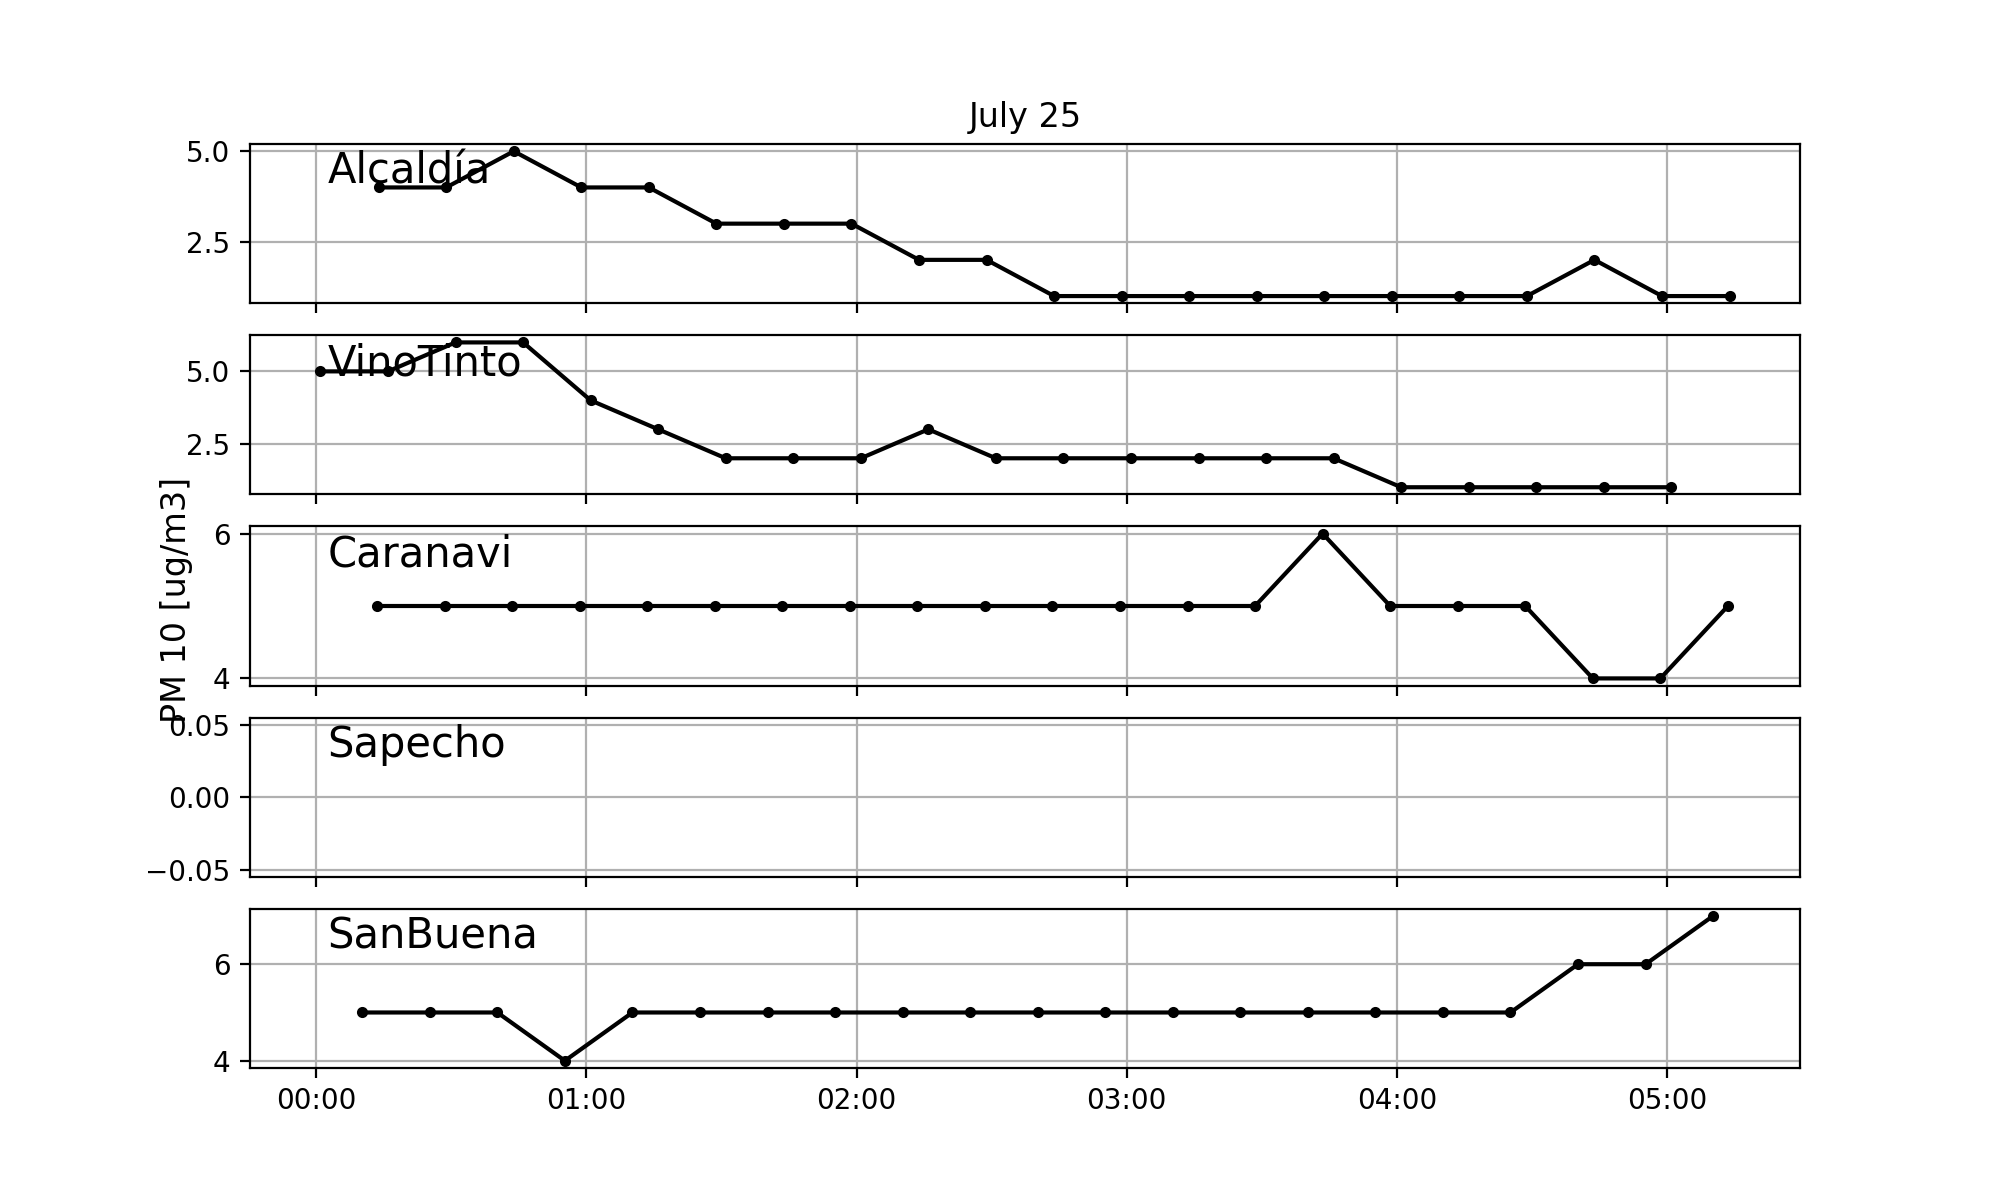 July 25
PM 10 [ug/m3]
Alcaldía
5.0
2.5
VinoTinto
5.0
2.5
Caranavi
6
4
Sapecho
0.05
0.00
−0.05
SanBuena
6
4
00:00 01:00 02:00 03:00 04:00 05:00